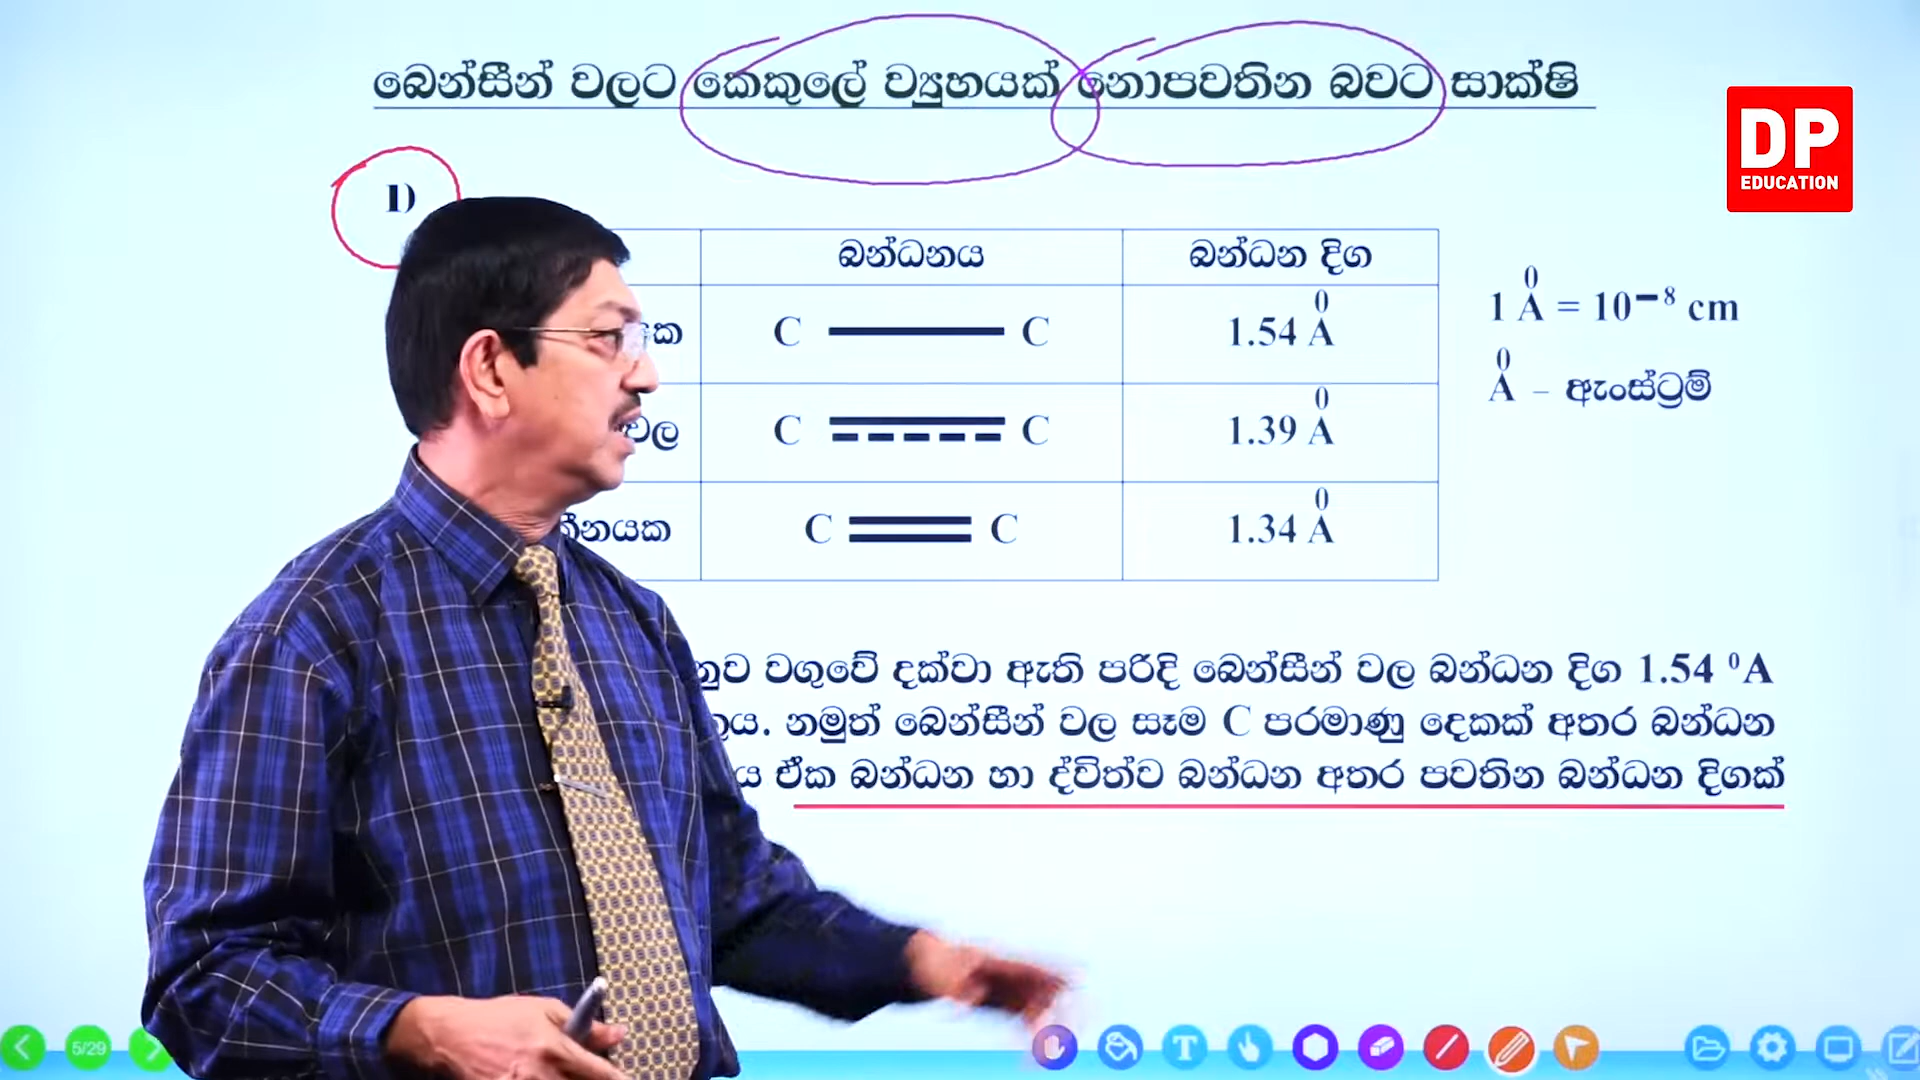 බෙන්සීන් වලට කෙකුලේ ව්‍යුහයක් නොපවතින බවට සාක්ෂි
DP
EDUCATION
1)
බන්ධනය බන්ධන දිග
C C 1.54 Å
C C 1.39 Å
C C 1.34 Å
1 Å = 10⁻⁸ cm
Å – ඇංස්ට්‍රම්
වගුවේ දක්වා ඇති පරිදි බෙන්සීන් වල බන්ධන දිග 1.54 ⁰A
නමුත් බෙන්සීන් වල සෑම C පරමාණු දෙකක් අතර බන්ධන
ඒක බන්ධන හා ද්විත්ව බන්ධන අතර පවතින බන්ධන දිගක්
5/29
T